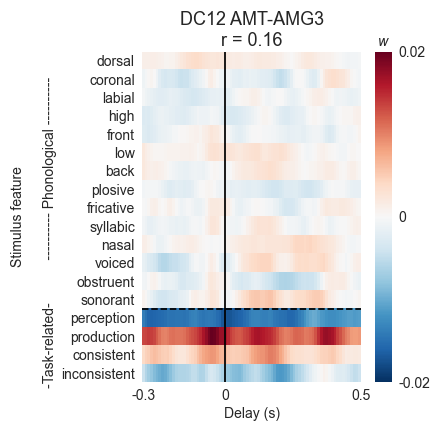 DC12 AMT-AMG3
r = 0.16
w
dorsal
coronal
labial
high
front
low
back
plosive
fricative
syllabic
nasal
voiced
obstruent
sonorant
perception
production
consistent
inconsistent
Stimulus feature
----------- Phonological ----------
-Task-related-
-0.3 0 0.5
Delay (s)
0.02
0
-0.02